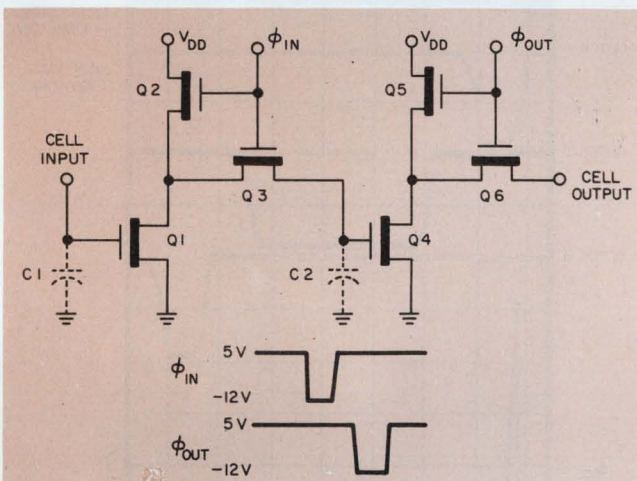 V_DD
ϕ_IN
V_DD
ϕ_OUT
Q2
Q5
CELL
INPUT
CELL
OUTPUT
Q3
Q6
Q1
Q4
C1
C2
5V
ϕ_IN
-12V
5V
ϕ_OUT
-12V